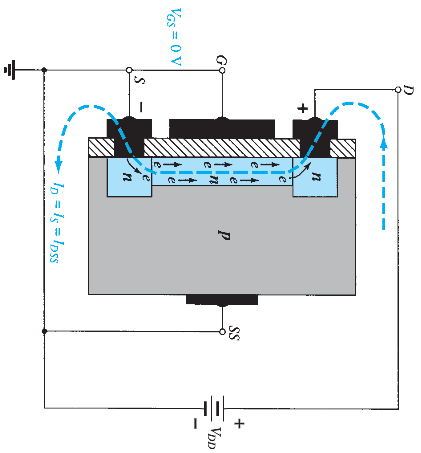 D
G
V_GS = 0 V
S
+
-
e e e
n n n
e e e e e
p
I_D = I_S = I_DSS
SS
+
V_DD
-